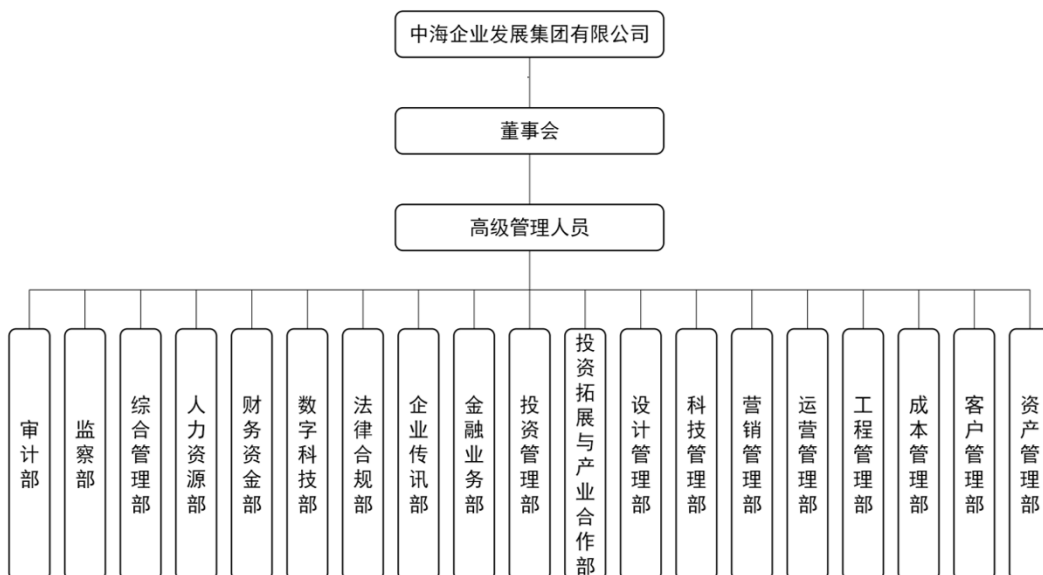 中海企业发展集团有限公司
董事会
高级管理人员
审计部
监察部
综合管理部
人力资源部
财务资金部
数字科技部
法律合规部
企业传讯部
金融业务部
投资管理部
投资拓展与产业合作部
设计管理部
科技管理部
营销管理部
运营管理部
工程管理部
成本管理部
客户管理部
资产管理部